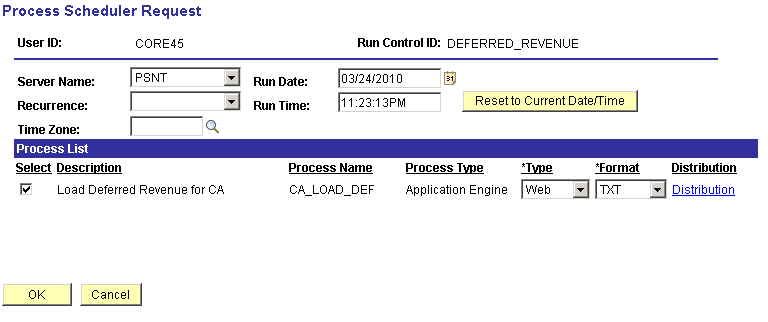 Process Scheduler Request
User ID: CORE45 Run Control ID: DEFERRED_REVENUE
Server Name: PSNT Run Date: 03/24/2010 31
Recurrence: Run Time: 11:23:13PM Reset to Current Date/Time
Time Zone:
Process List
Select Description Process Name Process Type *Type *Format Distribution
Load Deferred Revenue for CA CA_LOAD_DEF Application Engine Web TXT Distribution
OK Cancel